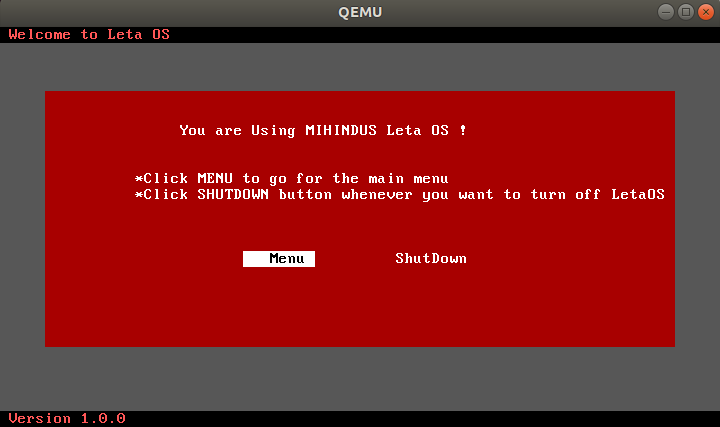 QEMU
Welcome to Leta OS
You are Using MIHINDUS Leta OS !
*Click MENU to go for the main menu
*Click SHUTDOWN button whenever you want to turn off LetaOS
Menu ShutDown
Version 1.0.0